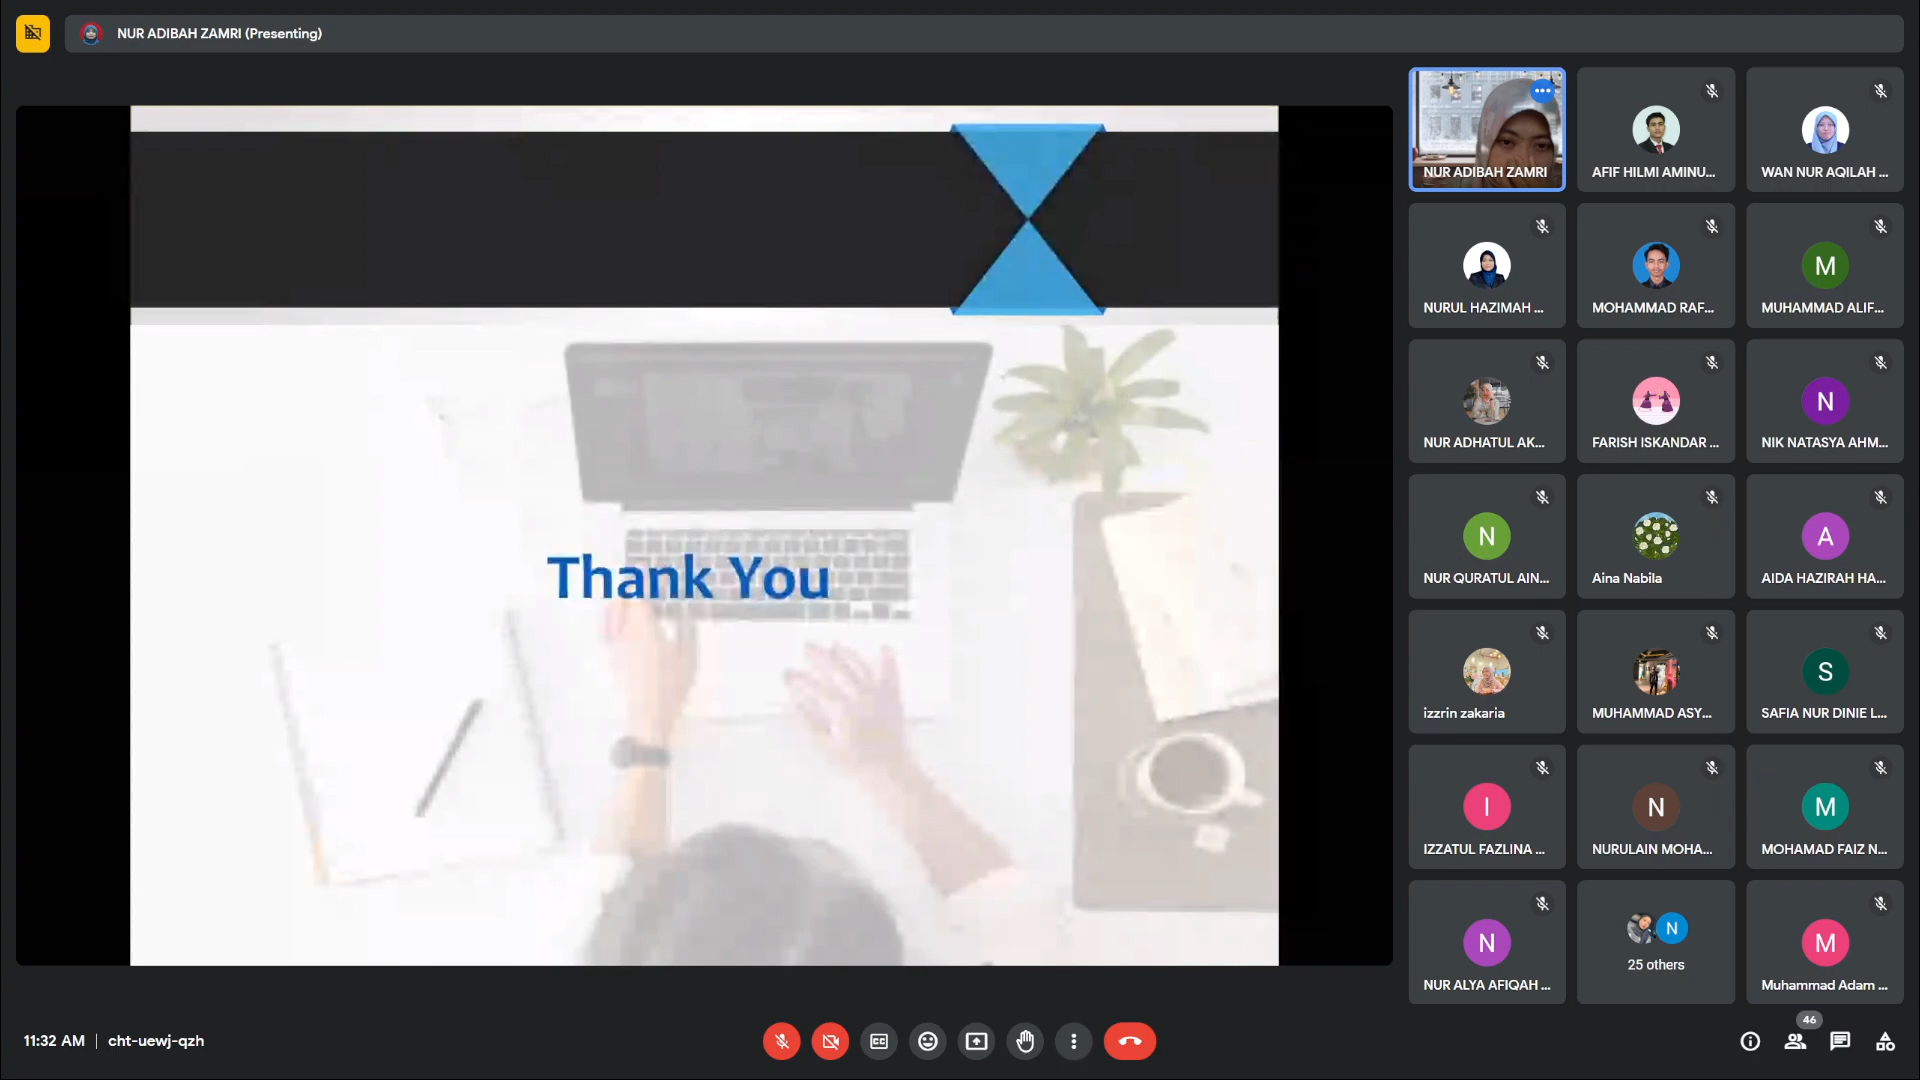 NUR ADIBAH ZAMRI (Presenting)
NUR ADIBAH ZAMRI
AFIF HILMI AMINU...
WAN NUR AQILAH ...
NURUL HAZIMAH ...
MOHAMMAD RAF...
M
MUHAMMAD ALIF...
NUR ADHATUL AK...
FARISH ISKANDAR ...
N
NIK NATASYA AHM...
Thank You
N
NUR QURATUL AIN...
Aina Nabila
A
AIDA HAZIRAH HA...
izzrin zakaria
MUHAMMAD ASY...
S
SAFIA NUR DINIE L...
I
IZZATUL FAZLINA ...
N
NURULAIN MOHA...
M
MOHAMAD FAIZ N...
N
NUR ALYA AFIQAH ...
N
25 others
M
Muhammad Adam ...
11:32 AM | cht-uewj-qzh
CC
46